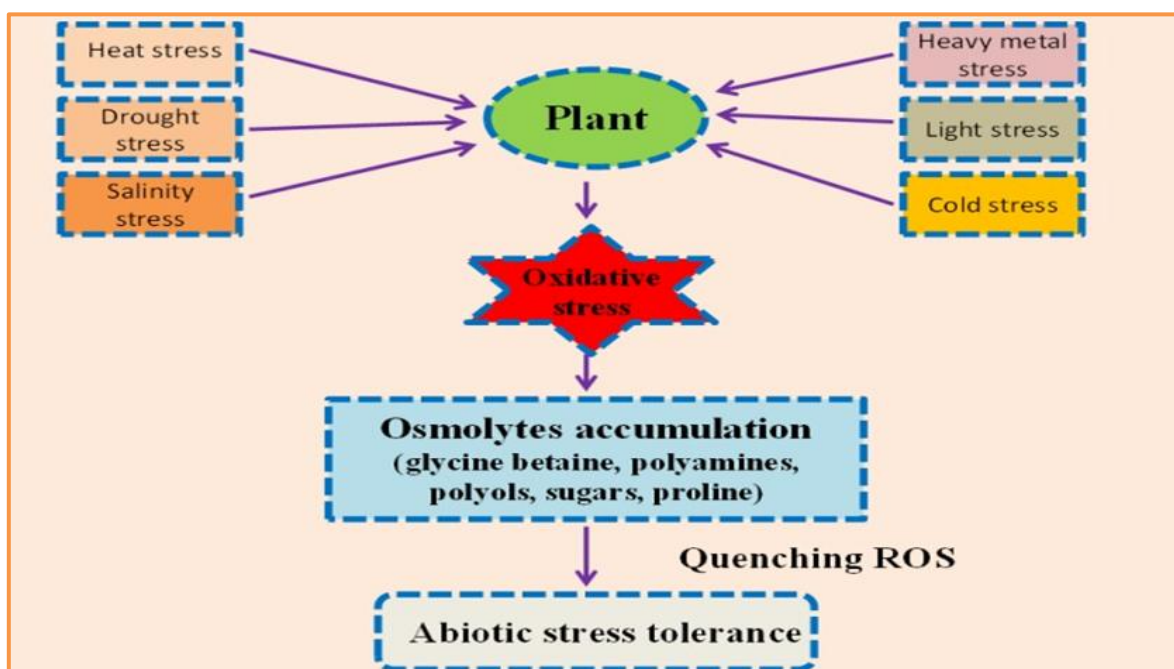 Heat stress
Drought
stress
Salinity
stress
Plant
Heavy metal
stress
Light stress
Cold stress
Oxidative
stress
Osmolytes accumulation
(glycine betaine, polyamines,
polyols, sugars, proline)
Quenching ROS
Abiotic stress tolerance